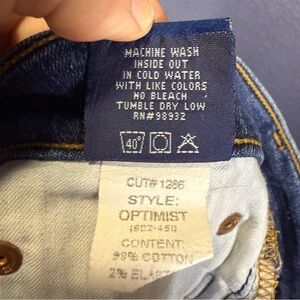 MACHINE WASH
INSIDE OUT
IN COLD WATER
WITH LIKE COLORS
NO BLEACH
TUMBLE DRY LOW
RN#98932
40°
CUT# 1286
STYLE:
OPTIMIST
CONTENT:
98% COTTON
2%